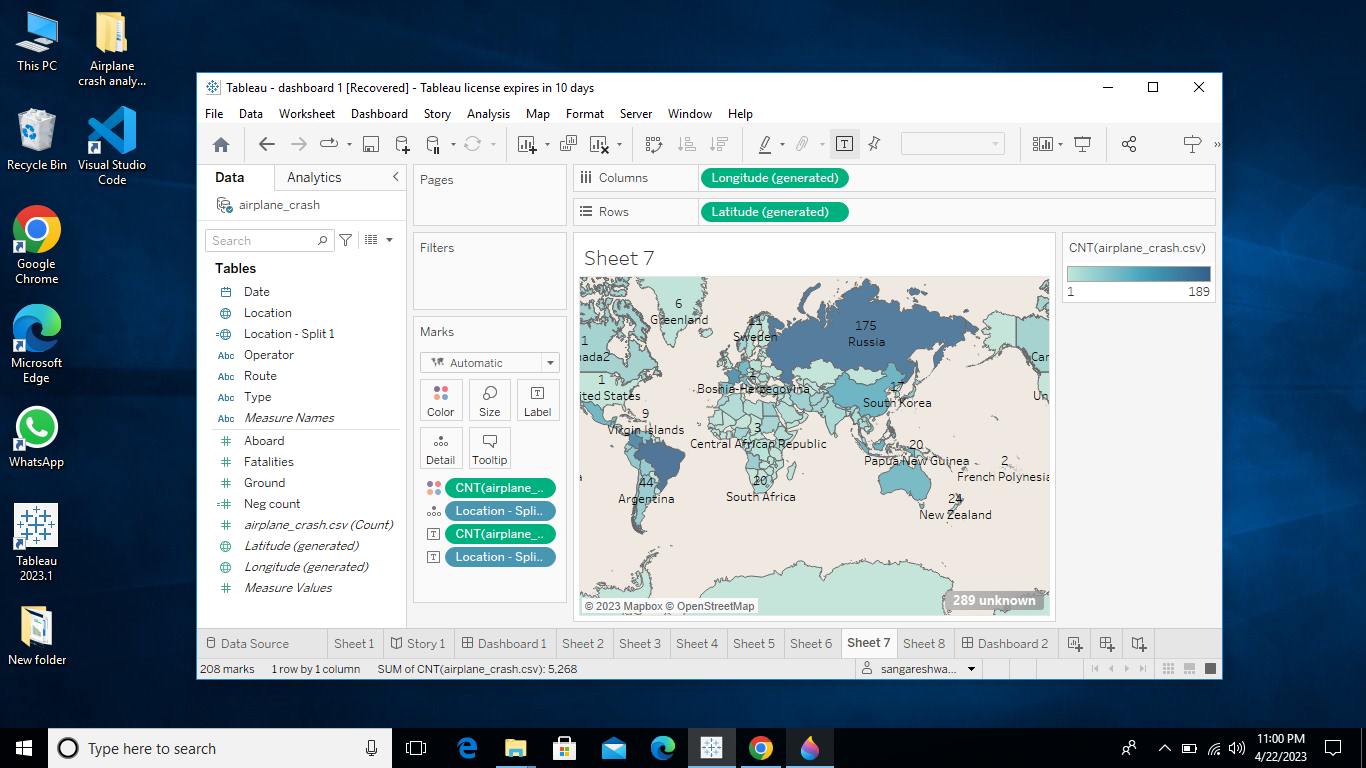 This PC
Airplane
crash analy...
Recycle Bin
Visual Studio
Code
Google
Chrome
Microsoft
Edge
WhatsApp
Tableau
2023.1
New folder
Tableau - dashboard 1 [Recovered] - Tableau license expires in 10 days
File Data Worksheet Dashboard Story Analysis Map Format Server Window Help
Data Analytics
airplane_crash
Search
Tables
Date
Location
Location - Split 1
Abc Operator
Abc Route
Abc Type
Abc Measure Names
Aboard
Fatalities
Ground
Neg count
airplane_crash.csv (Count)
Latitude (generated)
Longitude (generated)
Measure Values
Pages
Filters
Marks
Automatic
Color Size Label
Detail Tooltip
CNT(airplane_..
Location - Spli..
CNT(airplane_..
Location - Spli..
Columns Longitude (generated)
Rows Latitude (generated)
Sheet 7
6
Greenland
11
Sweden
175
Russia
1
nada2
Car
1
ited States
1
Bosnia-Herzegovina
17
South Korea
Un
9
Virgin Islands
3
Central African Republic
20
Papua New Guinea
2
French Polynesia
a
44
Argentina
20
South Africa
24
New Zealand
© 2023 Mapbox © OpenStreetMap
289 unknown
CNT(airplane_crash.csv)
1 189
Data Source Sheet 1 Story 1 Dashboard 1 Sheet 2 Sheet 3 Sheet 4 Sheet 5 Sheet 6 Sheet 7 Sheet 8 Dashboard 2
208 marks 1 row by 1 column SUM of CNT(airplane_crash.csv): 5,268 sangareshwa...
Type here to search
11:00 PM
4/22/2023